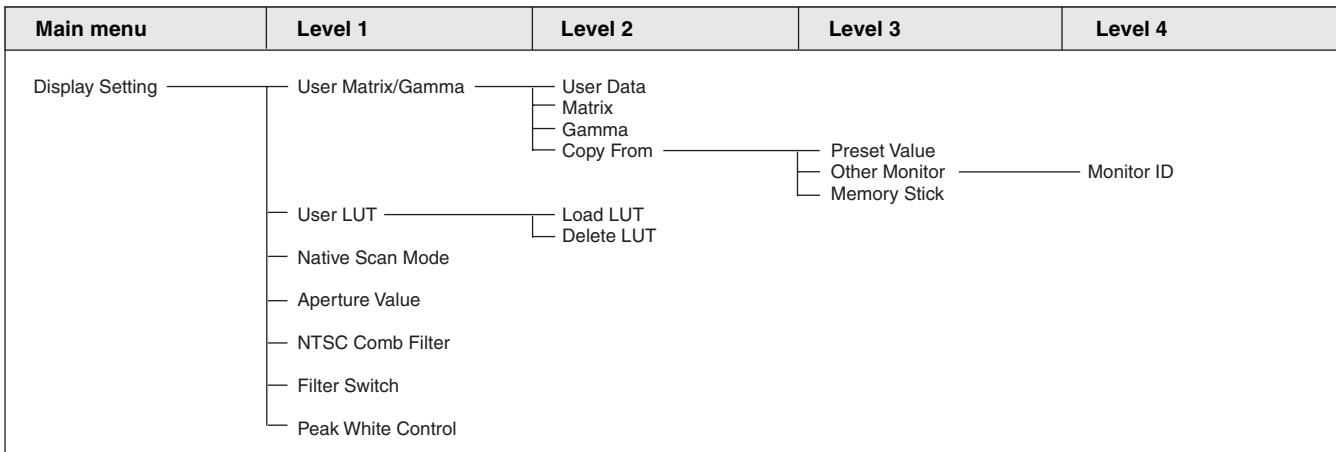 Main menu Level 1 Level 2 Level 3 Level 4
Display Setting User Matrix/Gamma User Data
Matrix
Gamma
Copy From Preset Value
Other Monitor Monitor ID
Memory Stick
User LUT Load LUT
Delete LUT
Native Scan Mode
Aperture Value
NTSC Comb Filter
Filter Switch
Peak White Control